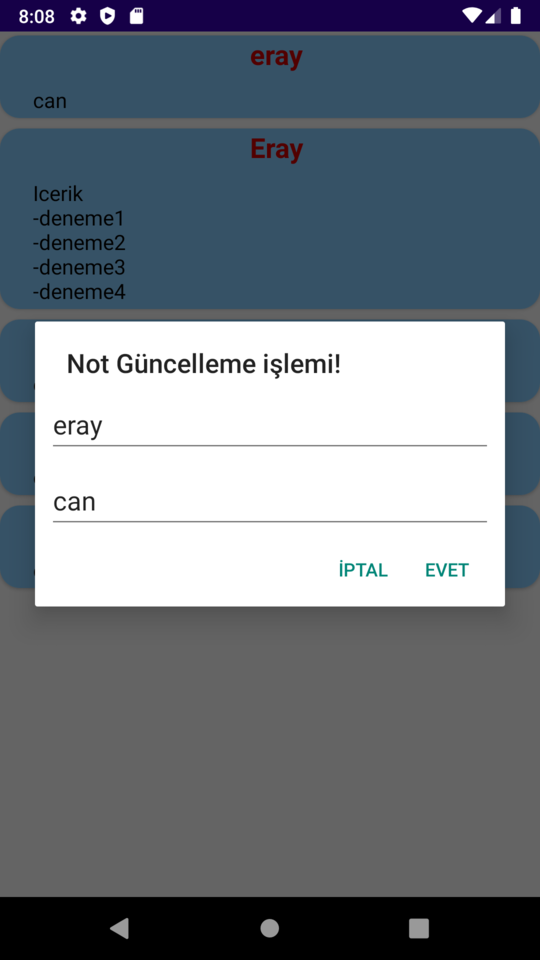 8:08
eray
can
Eray
Icerik
-deneme1
-deneme2
-deneme3
-deneme4
Not Güncelleme işlemi!
eray
can
İPTAL EVET